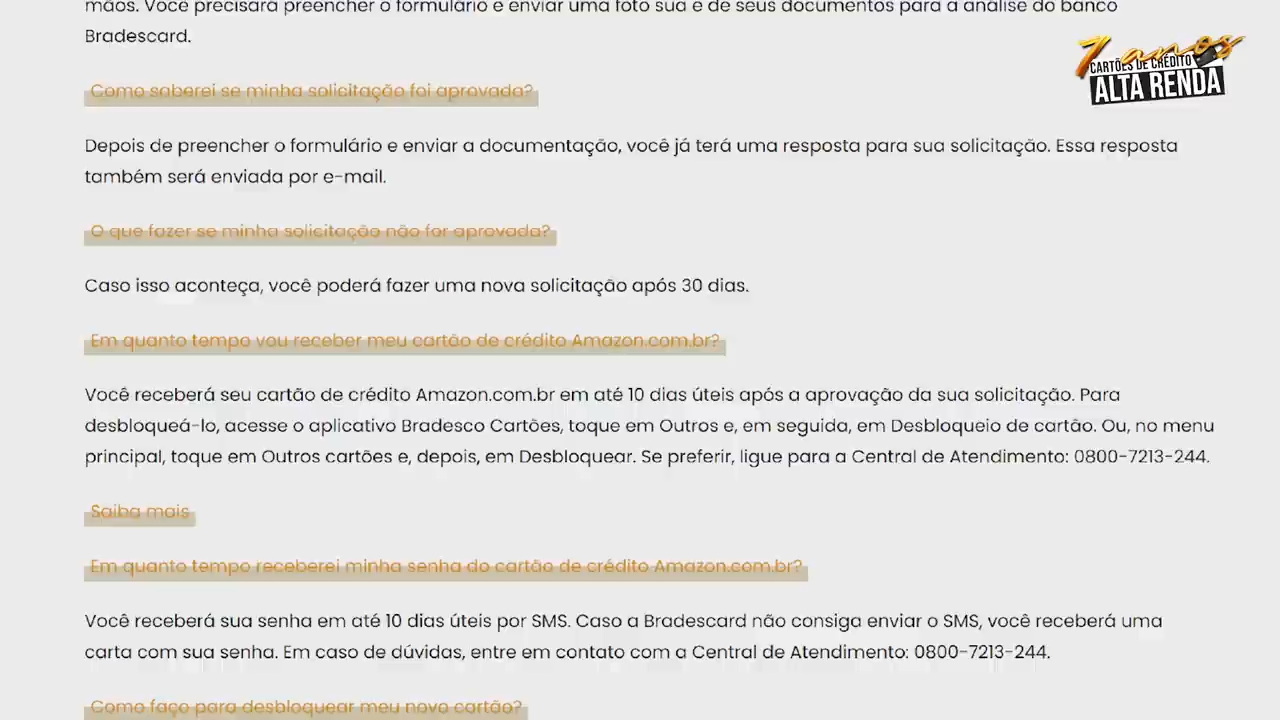 mãos. Você precisará preencher o formulário e enviar uma foto sua e de seus documentos para a análise do banco
Bradescard.
7 anos
CARTÕES DE CRÉDITO
ALTA RENDA
Como saberei se minha solicitação foi aprovada?
Depois de preencher o formulário e enviar a documentação, você já terá uma resposta para sua solicitação. Essa resposta
também será enviada por e-mail.
O que fazer se minha solicitação não for aprovada?
Caso isso aconteça, você poderá fazer uma nova solicitação após 30 dias.
Em quanto tempo vou receber meu cartão de crédito Amazon.com.br?
Você receberá seu cartão de crédito Amazon.com.br em até 10 dias úteis após a aprovação da sua solicitação. Para
desbloqueá-lo, acesse o aplicativo Bradesco Cartões, toque em Outros e, em seguida, em Desbloqueio de cartão. Ou, no menu
principal, toque em Outros cartões e, depois, em Desbloquear. Se preferir, ligue para a Central de Atendimento: 0800-7213-244.
Saiba mais
Em quanto tempo receberei minha senha do cartão de crédito Amazon.com.br?
Você receberá sua senha em até 10 dias úteis por SMS. Caso a Bradescard não consiga enviar o SMS, você receberá uma
carta com sua senha. Em caso de dúvidas, entre em contato com a Central de Atendimento: 0800-7213-244.
Como faço para desbloquear meu novo cartão?